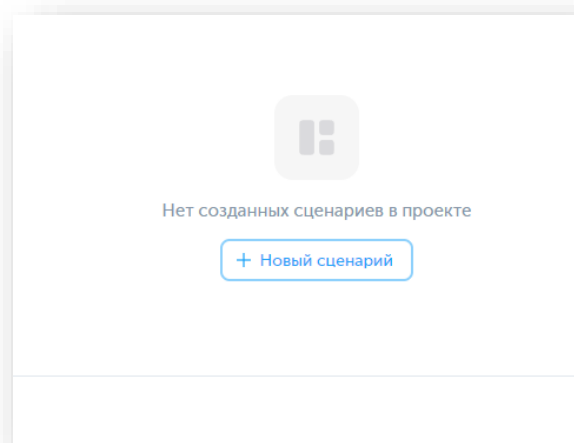 Нет созданных сценариев в проекте
+ Новый сценарий